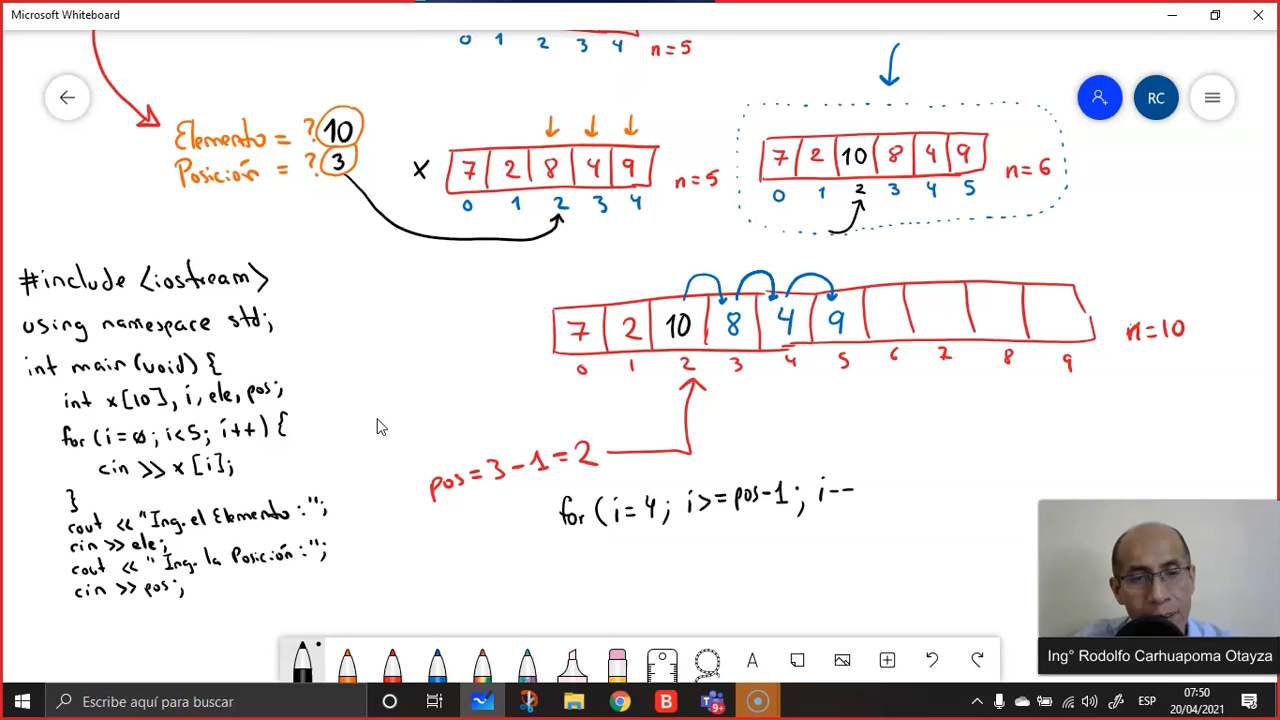 Microsoft Whiteboard
0 1 2 3 4 n=5
RC
Elemento = ? 10
Posición = ? 3
x 7 2 8 4 9 n=5
0 1 2 3 4
7 2 10 8 4 9 n=6
0 1 2 3 4 5
#include <iostream>
using namespace std;
int main(void) {
int x[10], i, ele, pos;
for (i=0; i<5; i++) {
cin >> x[i];
}
cout << "Ing. el Elemento :";
cin >> ele;
cout << "Ing. la Posición :";
cin >> pos;
7 2 10 8 4 9 n=10
0 1 2 3 4 5 6 7 8 9
pos=3-1=2
for (i=4; i>=pos-1; i--
Ing° Rodolfo Carhuapoma Otayza
A
Escribe aquí para buscar
B
9+
ESP
07:50
20/04/2021